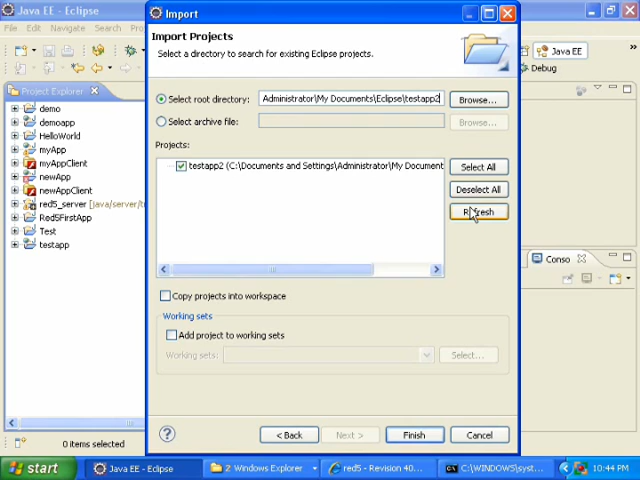 Java EE - Eclipse
File Edit Navigate Search
Project Explorer
demo
demoapp
HelloWorld
myApp
myAppClient
newApp
newAppClient
red5_server (java/server/t
Red5FirstApp
Test
testapp
0 items selected
Import
Import Projects
Select a directory to search for existing Eclipse projects.
Select root directory:
Administrator\My Documents\Eclipse\testapp2
Browse...
Select archive file:
Browse...
Projects:
testapp2 (C:\Documents and Settings\Administrator\My Document
Select All
Deselect All
Refresh
Copy projects into workspace
Working sets
Add project to working sets
Working sets:
Select...
?
< Back
Next >
Finish
Cancel
Java EE
Debug
Conso
start
Java EE - Eclipse
2 Windows Explorer
red5 - Revision 40...
C:\WINDOWS\syst...
10:44 PM